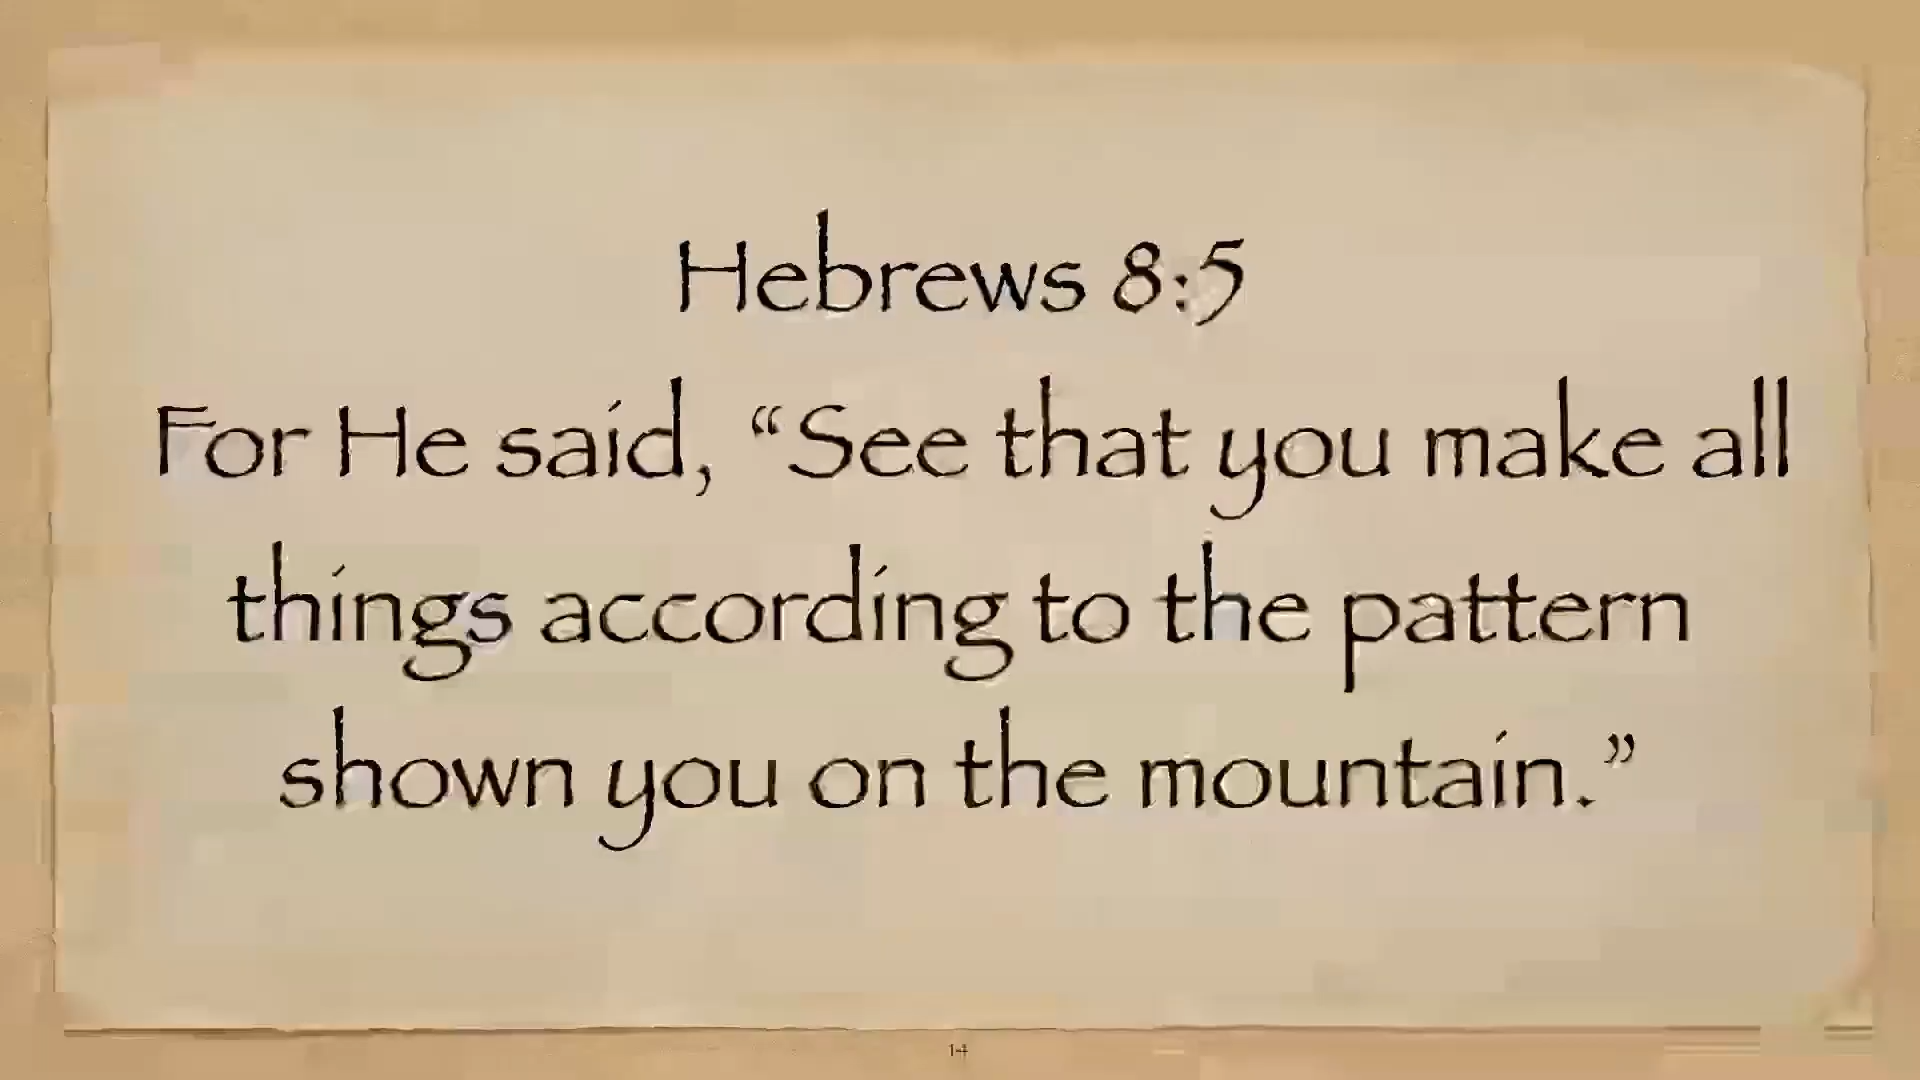 Hebrews 8:5
For He said, “See that you make all
things according to the pattern
shown you on the mountain.”
14